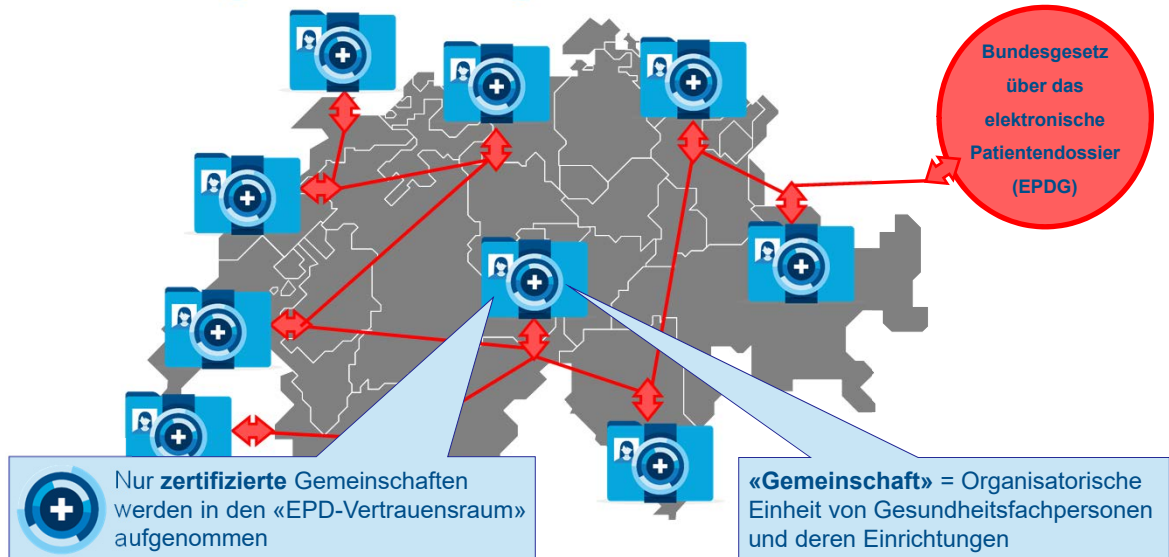 Bundesgesetz
über das
elektronische
Patientendossier
(EPDG)
Nur zertifizierte Gemeinschaften
werden in den «EPD-Vertrauensraum»
aufgenommen
«Gemeinschaft» = Organisatorische
Einheit von Gesundheitsfachpersonen
und deren Einrichtungen